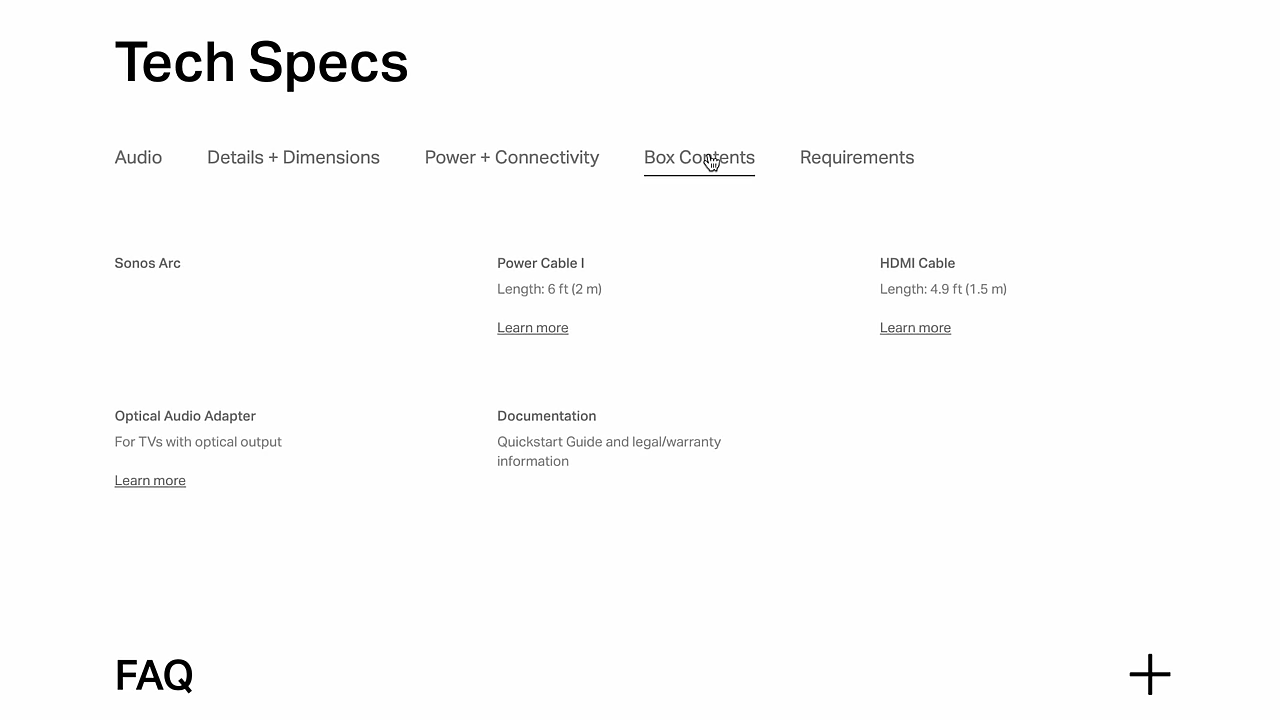 Tech Specs
Audio
Details + Dimensions
Power + Connectivity
Box Contents
Requirements
Sonos Arc
Power Cable I
Length: 6 ft (2 m)
Learn more
HDMI Cable
Length: 4.9 ft (1.5 m)
Learn more
Optical Audio Adapter
For TVs with optical output
Learn more
Documentation
Quickstart Guide and legal/warranty
information
FAQ